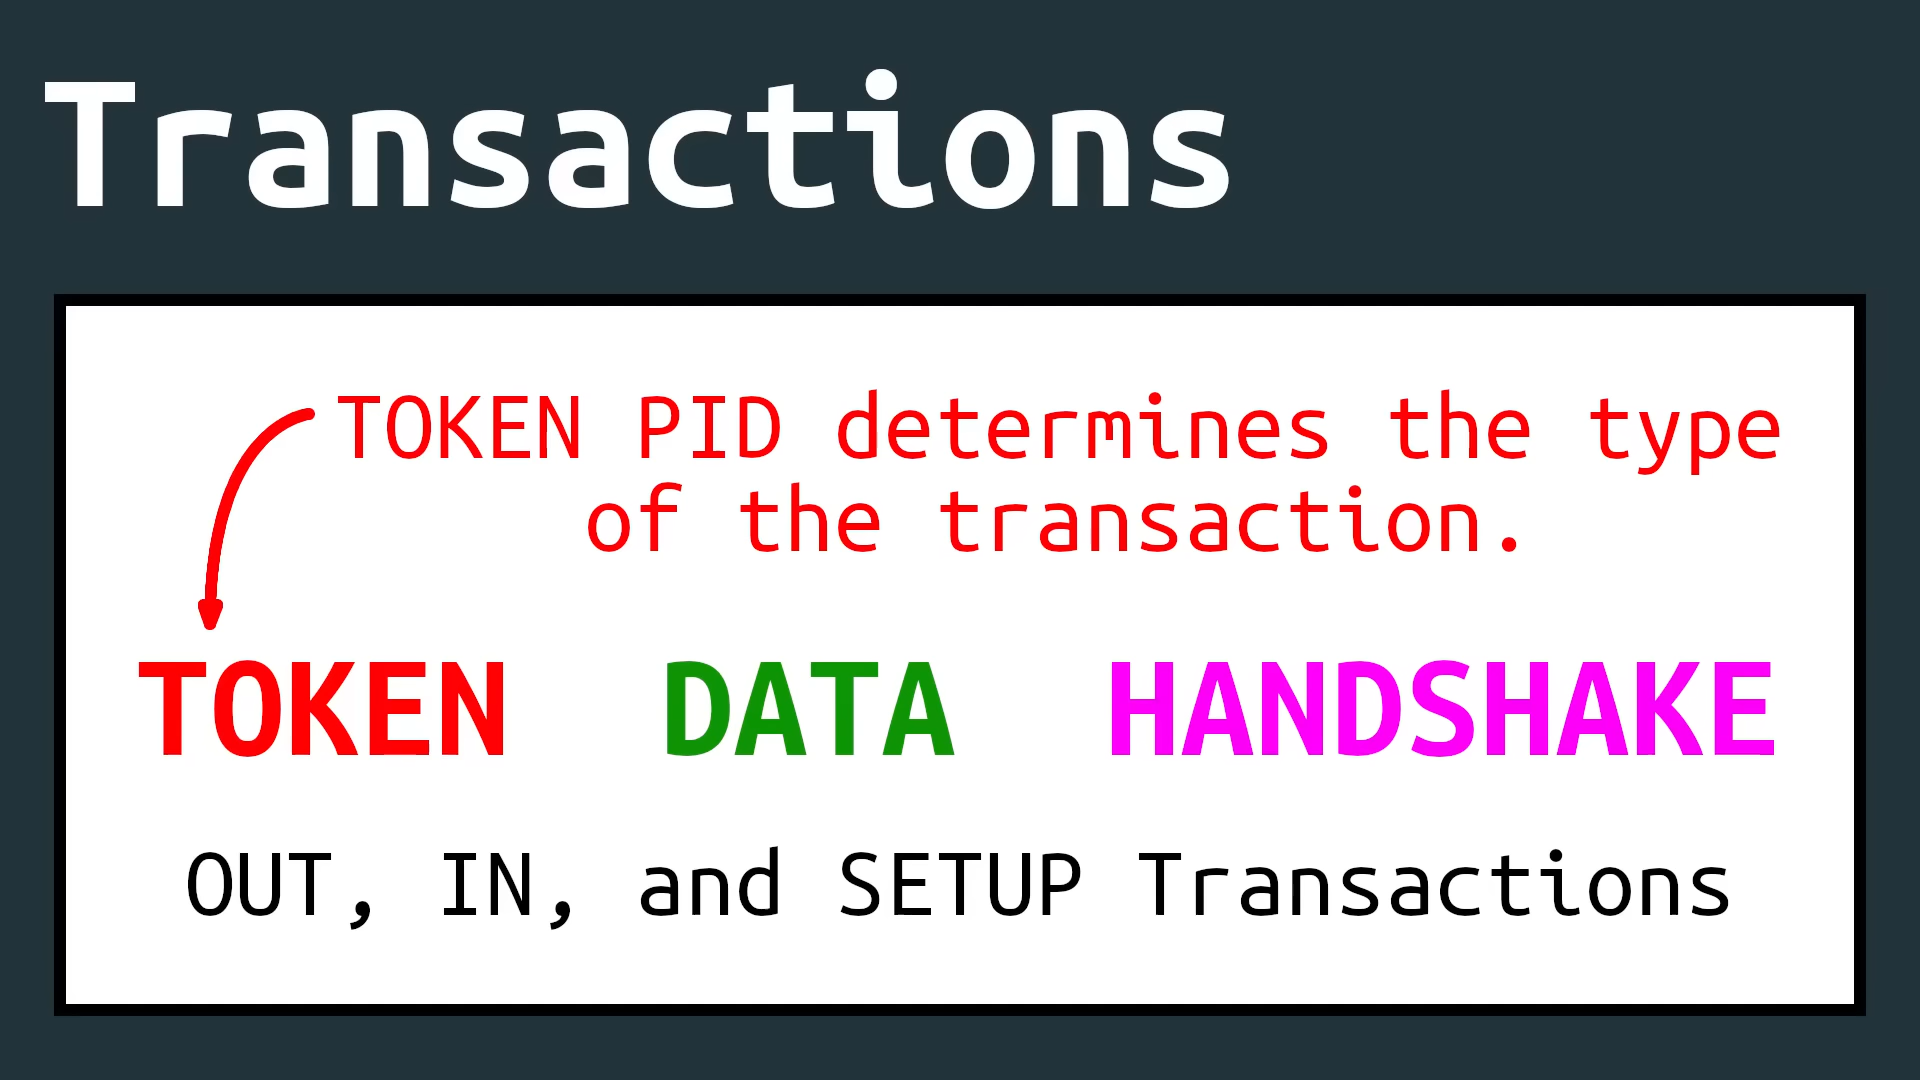 Transactions
TOKEN PID determines the type
of the transaction.
TOKEN DATA HANDSHAKE
OUT, IN, and SETUP Transactions